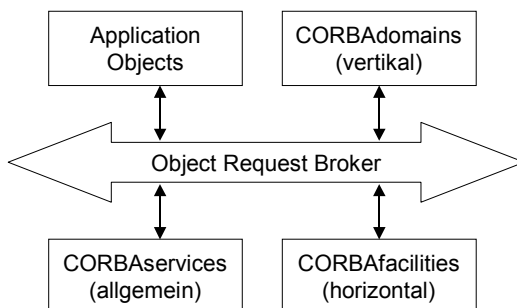 Application
Objects
CORBAdomains
(vertikal)
Object Request Broker
CORBAservices
(allgemein)
CORBAfacilities
(horizontal)